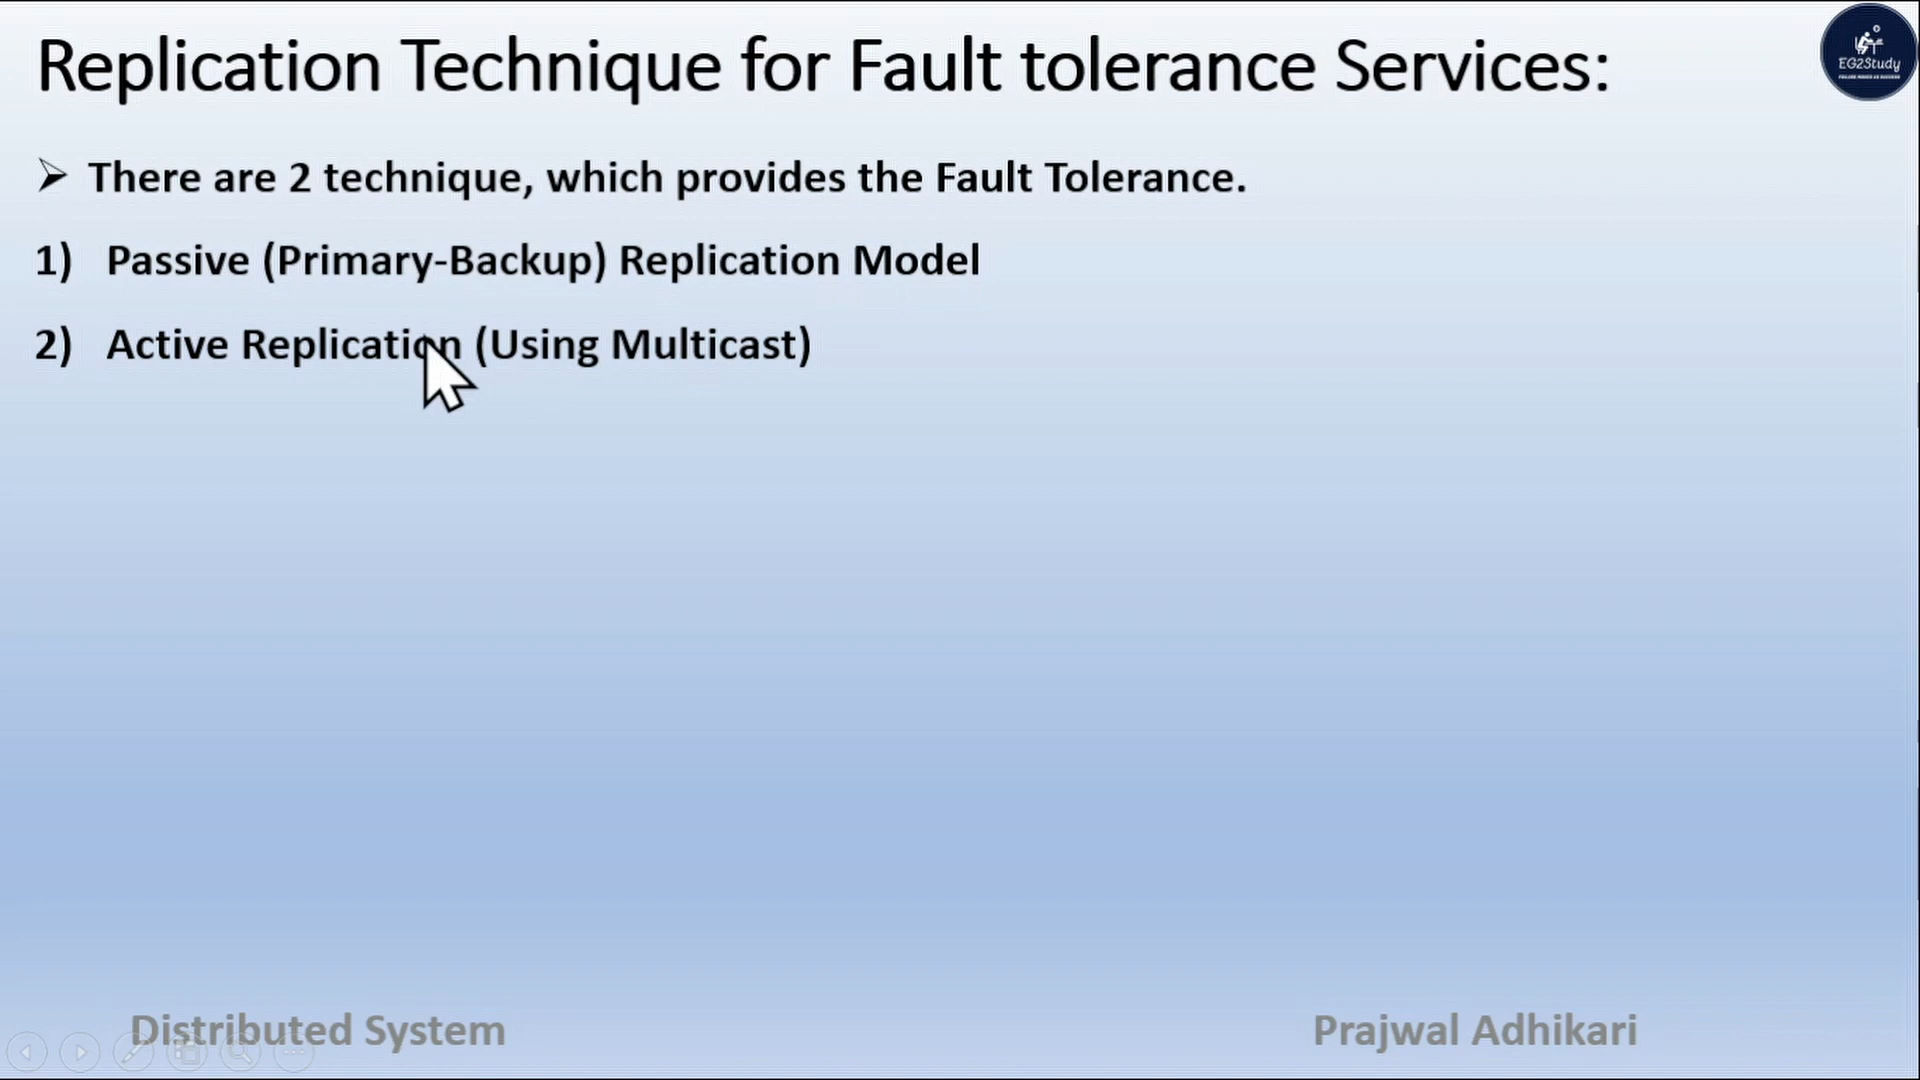 Replication Technique for Fault tolerance Services:
EG2Study
➢ There are 2 technique, which provides the Fault Tolerance.
1) Passive (Primary-Backup) Replication Model
2) Active Replication (Using Multicast)
Distributed System
Prajwal Adhikari